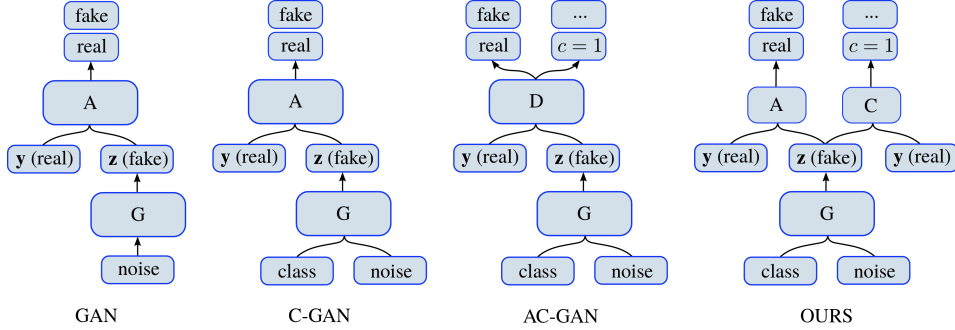 fake
real
A
y (real)
z (fake)
G
noise
GAN
fake
real
A
y (real)
z (fake)
G
class
noise
C-GAN
fake
...
real
c = 1
D
y (real)
z (fake)
G
class
noise
AC-GAN
fake
...
real
c = 1
A
C
y (real)
z (fake)
y (real)
G
class
noise
OURS